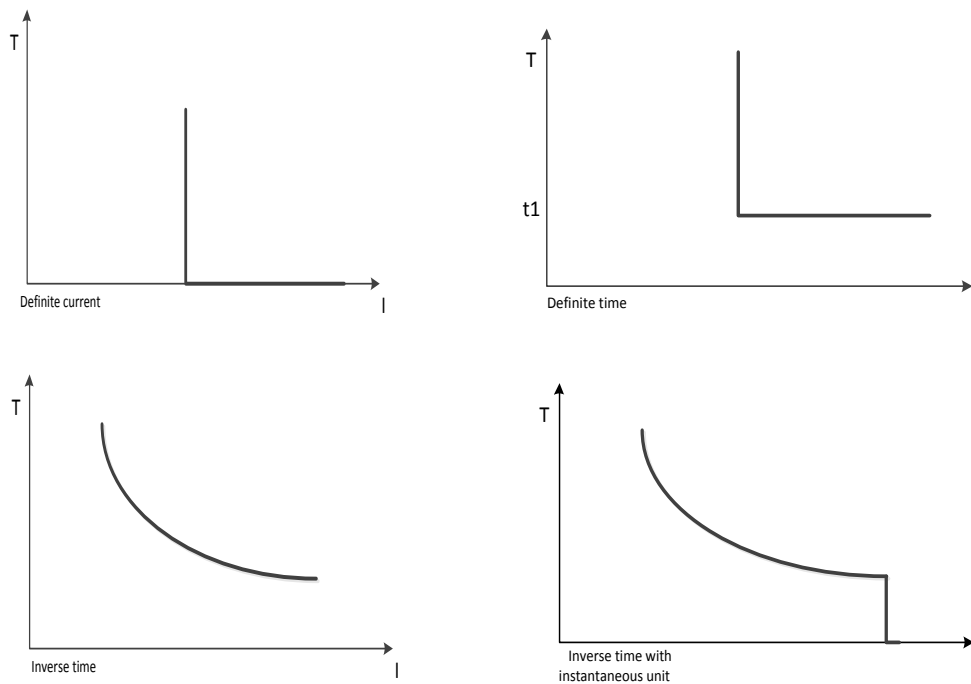 T
Definite current
I
T
t1
Definite time
T
Inverse time
I
T
Inverse time with
instantaneous unit